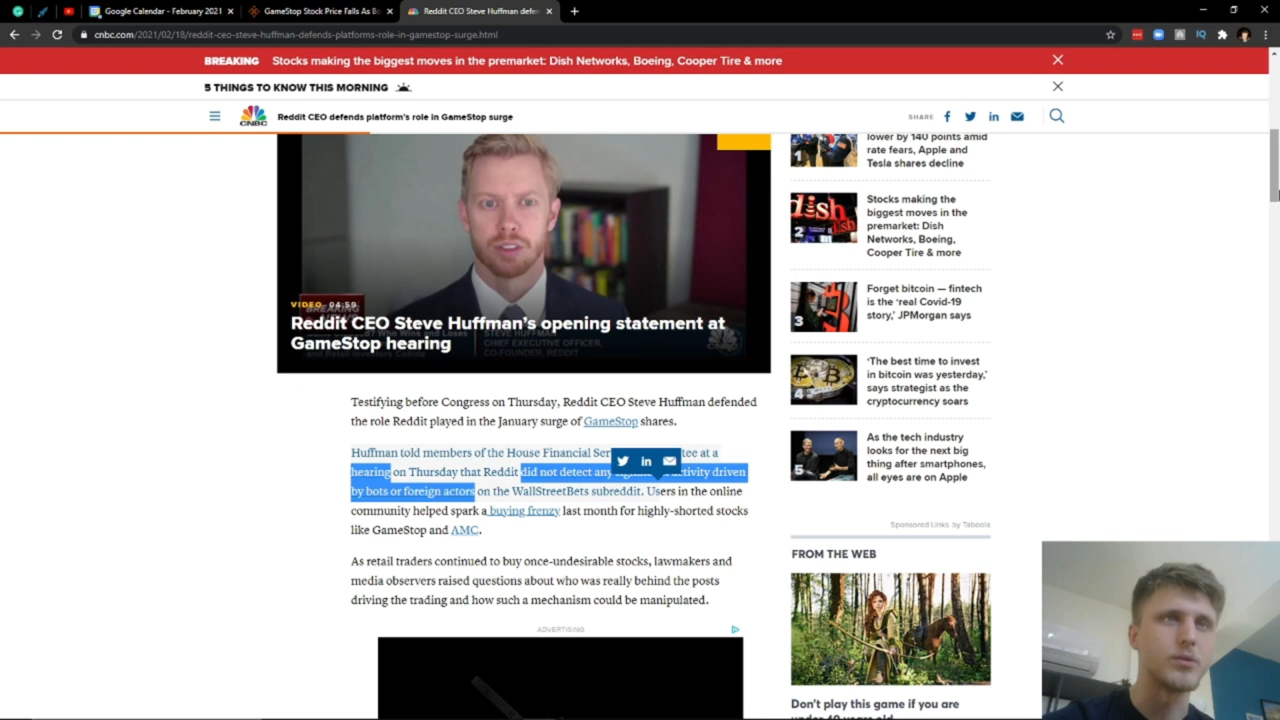 Google Calendar - February 2021
GameStop Stock Price Falls As B
Reddit CEO Steve Huffman defen
cnbc.com/2021/02/18/reddit-ceo-steve-huffman-defends-platforms-role-in-gamestop-surge.html
BREAKING Stocks making the biggest moves in the premarket: Dish Networks, Boeing, Cooper Tire & more
5 THINGS TO KNOW THIS MORNING
CNBC
Reddit CEO defends platform's role in GameStop surge
SHARE
VIDEO 04:59
Reddit CEO Steve Huffman's opening statement at
GameStop hearing
STEVE HUFFMAN
CHIEF EXECUTIVE OFFICER,
CO-FOUNDER, REDDIT
Testifying before Congress on Thursday, Reddit CEO Steve Huffman defended
the role Reddit played in the January surge of GameStop shares.
Huffman told members of the House Financial Ser tee at a
hearing on Thursday that Reddit did not detect any tivity driven
by bots or foreign actors on the WallStreetBets subreddit. Users in the online
community helped spark a buying frenzy last month for highly-shorted stocks
like GameStop and AMC.
As retail traders continued to buy once-undesirable stocks, lawmakers and
media observers raised questions about who was really behind the posts
driving the trading and how such a mechanism could be manipulated.
ADVERTISING
1
lower by 140 points amid
rate fears, Apple and
Tesla shares decline
2
dish
Stocks making the
biggest moves in the
premarket: Dish
Networks, Boeing,
Cooper Tire & more
3
Forget bitcoin — fintech
is the 'real Covid-19
story,' JPMorgan says
4
'The best time to invest
in bitcoin was yesterday,'
says strategist as the
cryptocurrency soars
5
As the tech industry
looks for the next big
thing after smartphones,
all eyes are on Apple
Sponsored Links by Taboola
FROM THE WEB
Don't play this game if you are